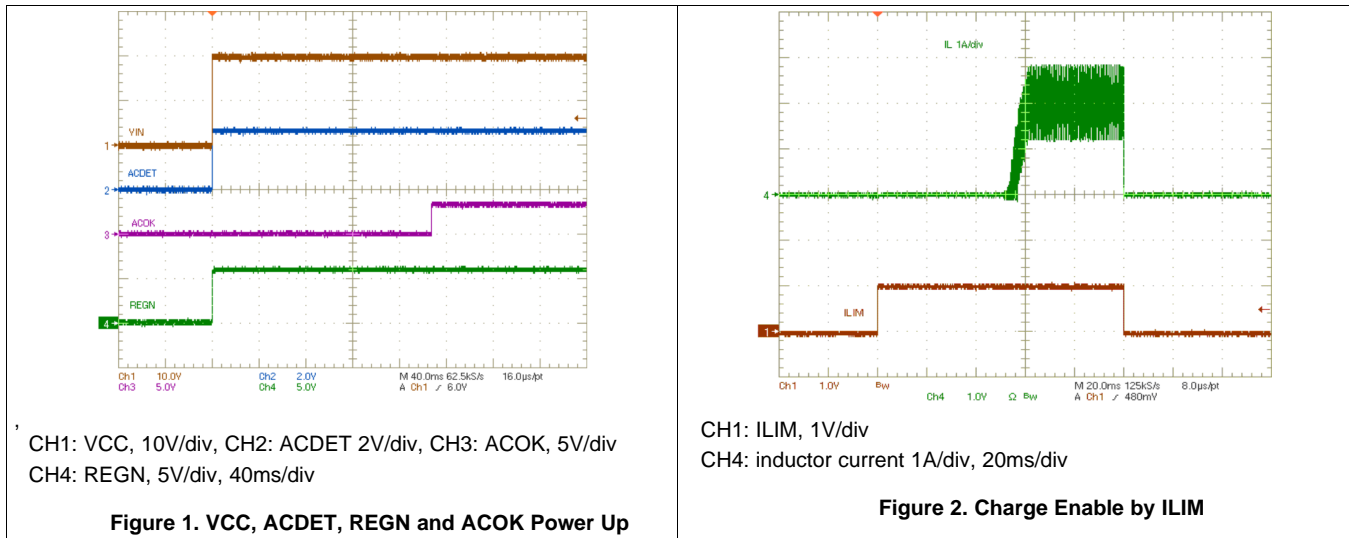 VIN
1
ACDET
2
ACOK
3
REGN
4
Ch1 10.0V Ch2 2.0V M 40.0ms 62.5kS/s 16.0µs/pt
Ch3 5.0V Ch4 5.0V A Ch1 ∕ 6.0V
,
CH1: VCC, 10V/div, CH2: ACDET 2V/div, CH3: ACOK, 5V/div
CH4: REGN, 5V/div, 40ms/div
Figure 1. VCC, ACDET, REGN and ACOK Power Up
IL 1A/div
4
ILIM
1
Ch1 1.0V Bw M 20.0ms 125kS/s 8.0µs/pt
Ch4 1.0V Ω Bw A Ch1 ∕ 480mV
CH1: ILIM, 1V/div
CH4: inductor current 1A/div, 20ms/div
Figure 2. Charge Enable by ILIM